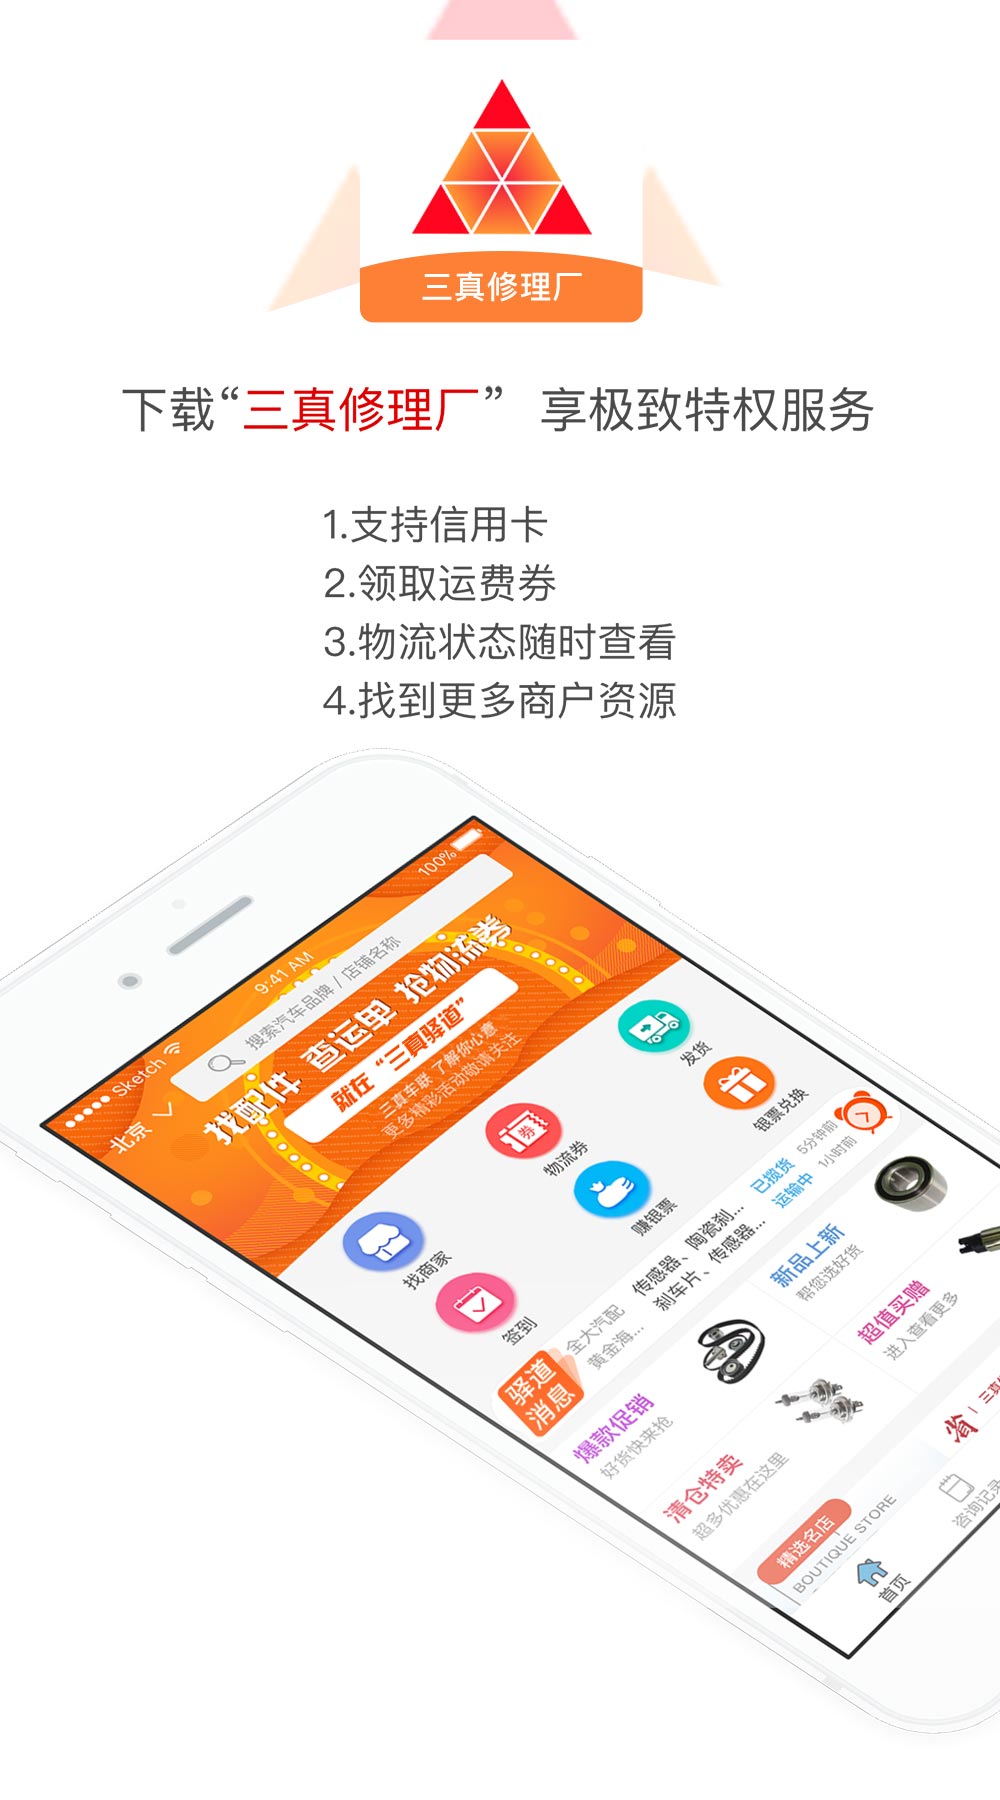 三真修理厂
下载“三真修理厂” 享极致特权服务
1.支持信用卡
2.领取运费券
3.物流状态随时查看
4.找到更多商户资源
Sketch 9:41 AM 100%
北京
搜索汽车品牌 / 店铺名称
找配件 查运单 抢物流券
就在“三真驿道”
三真车联 了解你心意
更多精彩活动敬请关注
找商家
物流券
发货
签到
赚银票
银票兑换
驿道
消息
全大汽配 传感器、陶瓷刹... 已揽货 5分钟前
黄金海... 刹车片、传感器... 运输中 1小时前
爆款促销
好货快来抢
新品上新
帮您选好货
清仓特卖
超多优惠在这里
超值买赠
进入查看更多
精选名店
BOUTIQUE STORE
省 | 三真
首页
咨询记录